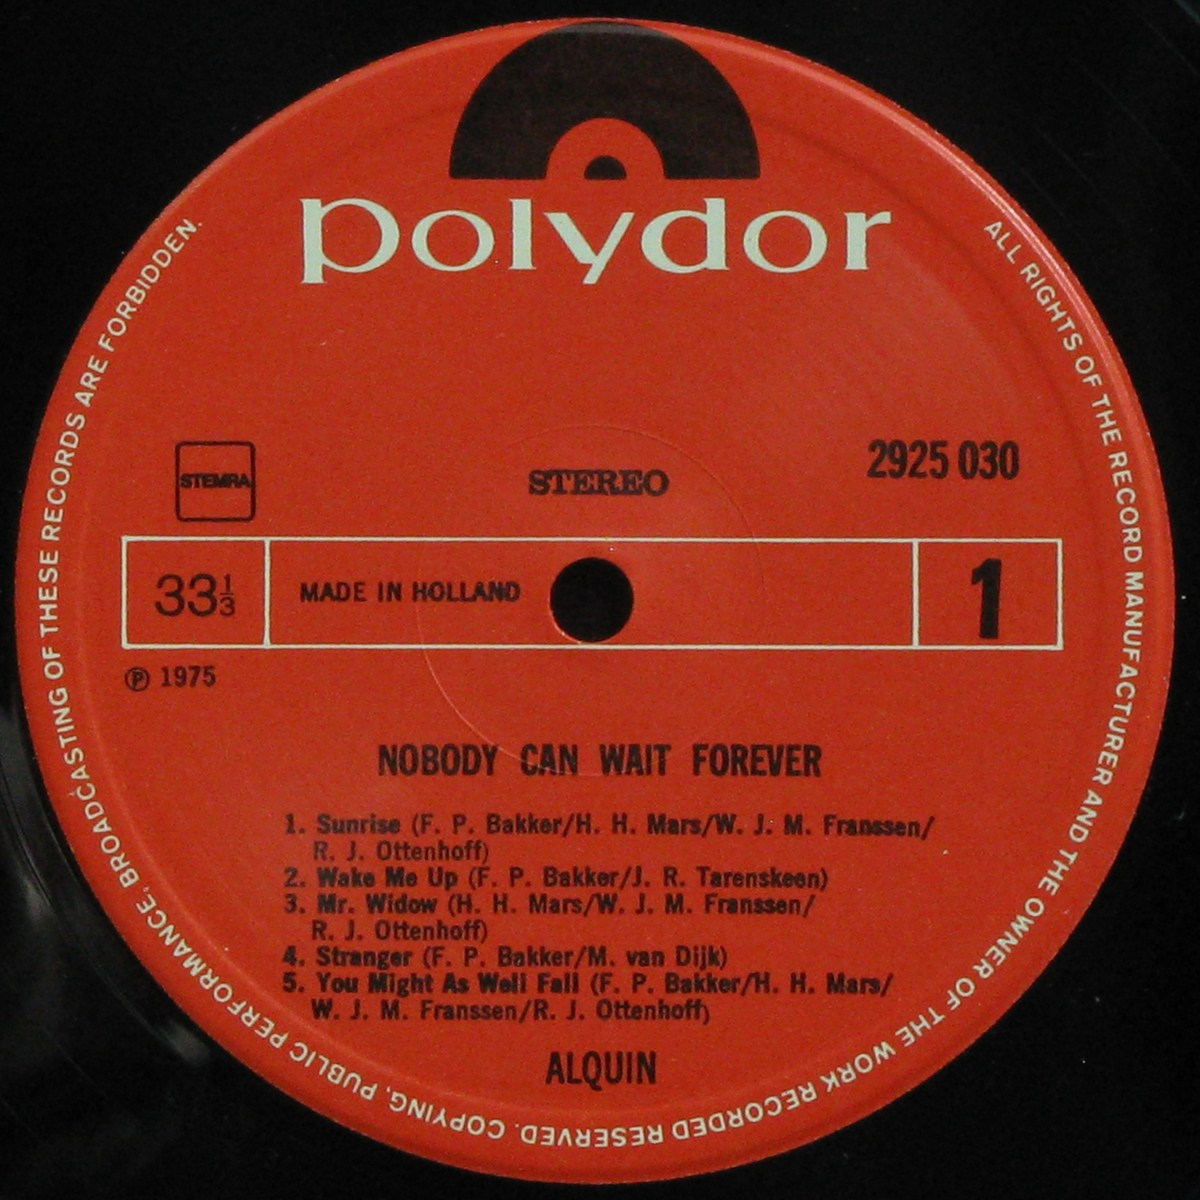 polydor
ALL RIGHTS OF THE RECORD MANUFACTURER AND THE OWNER OF THE WORK RECORDED RESERVED. COPYING, PUBLIC PERFORMANCE, BROADCASTING OF THESE RECORDS ARE FORBIDDEN.
STEMRA
STEREO
2925 030
33 1/3
MADE IN HOLLAND
1
℗ 1975
NOBODY CAN WAIT FOREVER
1. Sunrise (F. P. Bakker/H. H. Mars/W. J. M. Franssen/
R. J. Ottenhoff)
2. Wake Me Up (F. P. Bakker/J. R. Tarenskeen)
3. Mr. Widow (H. H. Mars/W. J. M. Franssen/
R. J. Ottenhoff)
4. Stranger (F. P. Bakker/M. van Dijk)
5. You Might As Well Fall (F. P. Bakker/H. H. Mars/
W. J. M. Franssen/R. J. Ottenhoff)
ALQUIN